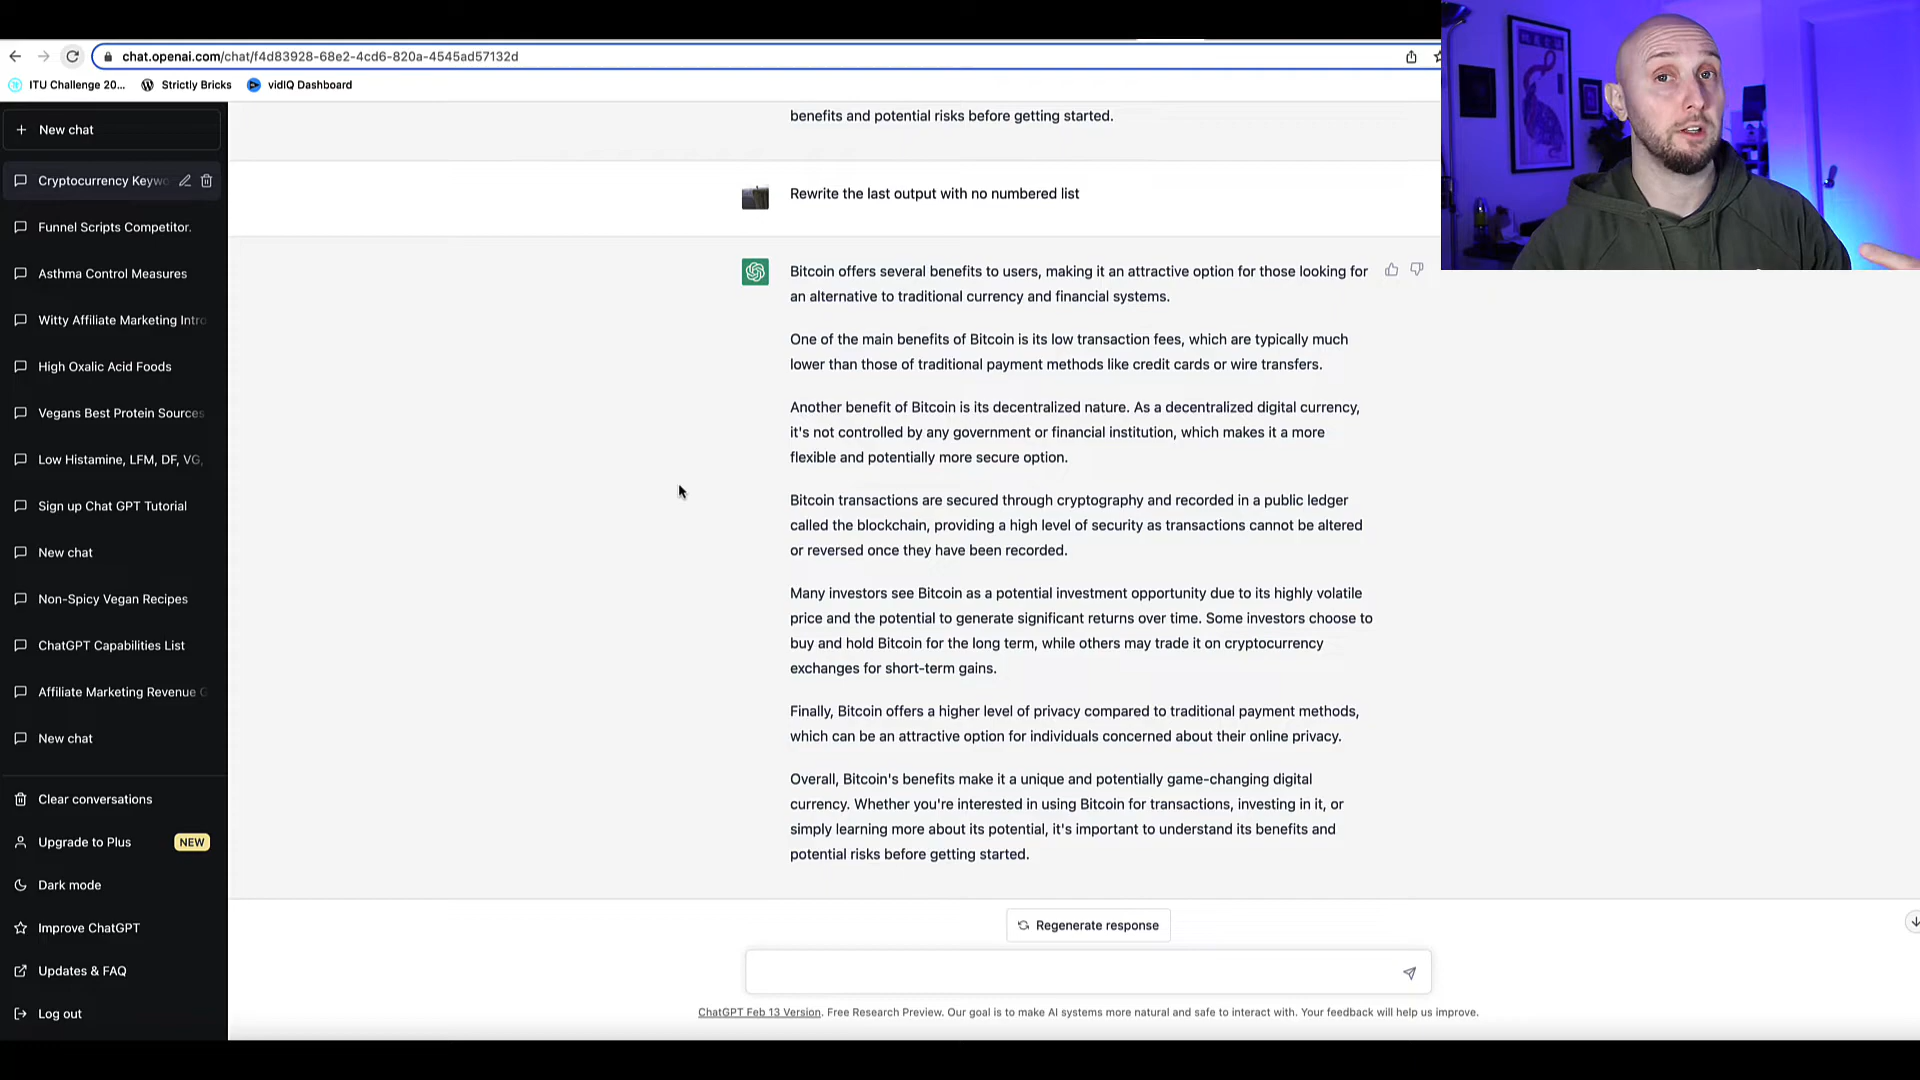 chat.openai.com/chat/f4d83928-68e2-4cd6-820a-4545ad57132d
ITU Challenge 20... Strictly Bricks vidIQ Dashboard
New chat
Cryptocurrency Keywo
Funnel Scripts Competitor.
Asthma Control Measures
Witty Affiliate Marketing Intro
High Oxalic Acid Foods
Vegans Best Protein Sources
Low Histamine, LFM, DF, VG,
Sign up Chat GPT Tutorial
New chat
Non-Spicy Vegan Recipes
ChatGPT Capabilities List
Affiliate Marketing Revenue G
New chat
Clear conversations
Upgrade to Plus NEW
Dark mode
Improve ChatGPT
Updates & FAQ
Log out
benefits and potential risks before getting started.
Rewrite the last output with no numbered list
Bitcoin offers several benefits to users, making it an attractive option for those looking for
an alternative to traditional currency and financial systems.
One of the main benefits of Bitcoin is its low transaction fees, which are typically much
lower than those of traditional payment methods like credit cards or wire transfers.
Another benefit of Bitcoin is its decentralized nature. As a decentralized digital currency,
it's not controlled by any government or financial institution, which makes it a more
flexible and potentially more secure option.
Bitcoin transactions are secured through cryptography and recorded in a public ledger
called the blockchain, providing a high level of security as transactions cannot be altered
or reversed once they have been recorded.
Many investors see Bitcoin as a potential investment opportunity due to its highly volatile
price and the potential to generate significant returns over time. Some investors choose to
buy and hold Bitcoin for the long term, while others may trade it on cryptocurrency
exchanges for short-term gains.
Finally, Bitcoin offers a higher level of privacy compared to traditional payment methods,
which can be an attractive option for individuals concerned about their online privacy.
Overall, Bitcoin's benefits make it a unique and potentially game-changing digital
currency. Whether you're interested in using Bitcoin for transactions, investing in it, or
simply learning more about its potential, it's important to understand its benefits and
potential risks before getting started.
Regenerate response
ChatGPT Feb 13 Version. Free Research Preview. Our goal is to make AI systems more natural and safe to interact with. Your feedback will help us improve.